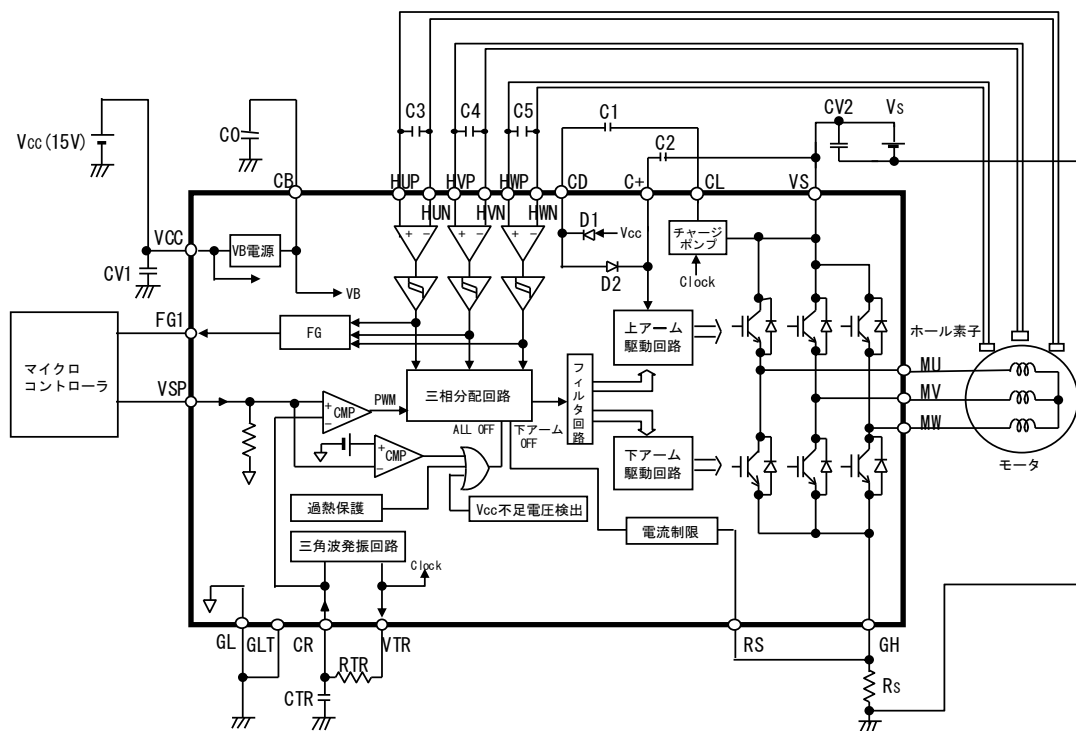 C3
C4
C5
C1
CV2
Vs
C0
C2
Vcc(15V)
CB
HUP
HVP
HWP
CD
C+
CL
VS
HUN
HVN
HWN
+ −
+ −
+ −
D1
Vcc
チャージ
ポンプ
VCC
VB電源
D2
Clock
CV1
VB
FG1
FG
上アーム
駆動回路
ホール素子
マイクロ
コントローラ
MU
VSP
三相分配回路
フィルタ回路
MV
+
−
CMP
PWM
MW
ALL OFF
下アーム
OFF
+
−
CMP
下アーム
駆動回路
モータ
過熱保護
Vcc不足電圧検出
電流制限
三角波発振回路
Clock
GL
GLT
CR
VTR
RS
GH
RTR
Rs
CTR